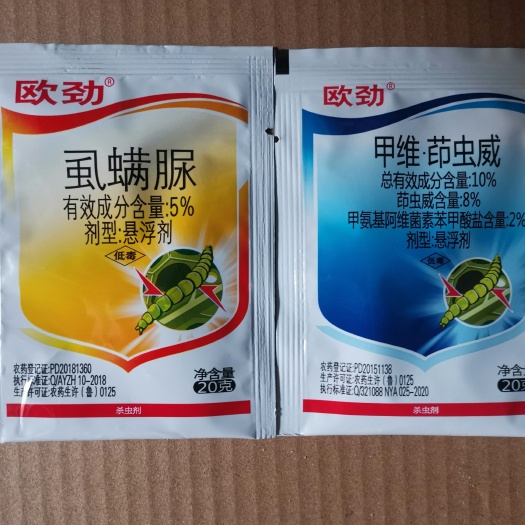 欧劲®
虱螨脲
有效成分含量:5%
剂型:悬浮剂
低毒
农药登记证:PD20181360
执行标准证:Q/AYZH 10-2018
生产许可证:农药生许(鲁)0125
净含量
20克
杀虫剂
欧劲®
甲维·茚虫威
总有效成分含量:10%
茚虫威含量:8%
甲氨基阿维菌素苯甲酸盐含量:2%
剂型:悬浮剂
低毒
农药登记证:PD20151138
生产许可证:农药生许(鲁)0125
执行标准证:Q/321088 NYA 025-2020
净含量
20克
杀虫剂